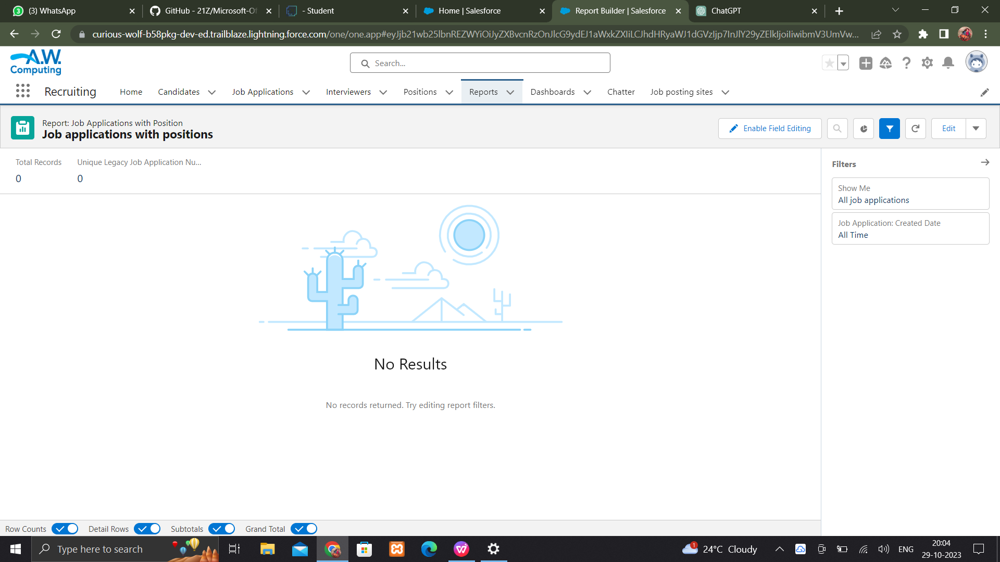 (3) WhatsApp
GitHub - 21Z/Microsoft-Of
- Student
Home | Salesforce
Report Builder | Salesforce
ChatGPT
curious-wolf-b58pkg-dev-ed.trailblaze.lightning.force.com/one/one.app#eyJjb21wb25lbnREZWYiOiJyZXBvcnRzOnJlcG9ydEJ1aWxkZXIiLCJhdHRyaWJ1dGVzIjp7InJlY29yZElkIjoiIiwibmV3UmVw...
A.W.
Computing
Search...
Recruiting
Home
Candidates
Job Applications
Interviewers
Positions
Reports
Dashboards
Chatter
Job posting sites
Report: Job Applications with Position
Job applications with positions
Enable Field Editing
Edit
Total Records
0
Unique Legacy Job Application Nu...
0
Filters
Show Me
All job applications
Job Application: Created Date
All Time
No Results
No records returned. Try editing report filters.
Row Counts
Detail Rows
Subtotals
Grand Total
Type here to search
1
24°C Cloudy
ENG
20:04
29-10-2023